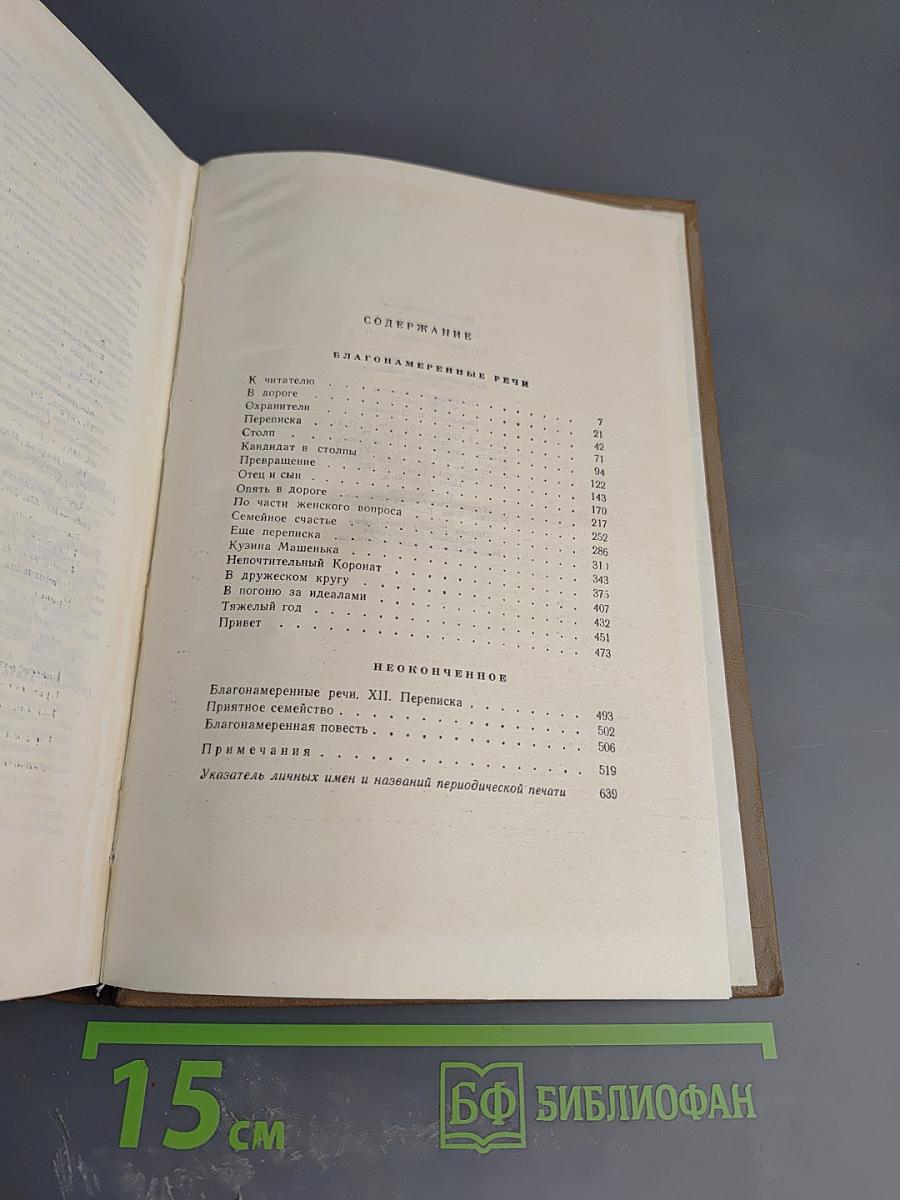 СОДЕРЖАНИЕ
БЛАГОНАМЕРЕННЫЕ РЕЧИ
К читателю . . . . . . . . . . . . . . . . 7
В дороге . . . . . . . . . . . . . . . . 21
Охранители . . . . . . . . . . . . . . . . 42
Переписка . . . . . . . . . . . . . . . . 71
Столп . . . . . . . . . . . . . . . . 94
Кандидат в столпы . . . . . . . . . . . . . . 122
Превращение . . . . . . . . . . . . . . . . 143
Отец и сын . . . . . . . . . . . . . . . . 170
Опять в дороге . . . . . . . . . . . . . . 217
По части женского вопроса . . . . . . . . . . 252
Семейное счастье . . . . . . . . . . . . . . 286
Еще переписка . . . . . . . . . . . . . . 311
Кузина Машенька . . . . . . . . . . . . . . 343
Непочтительный Коронат . . . . . . . . . . . . 375
В дружеском кругу . . . . . . . . . . . . . . 407
В погоню за идеалами . . . . . . . . . . . . 432
Тяжелый год . . . . . . . . . . . . . . . . 451
Привет . . . . . . . . . . . . . . . . 473
НЕОКОНЧЕННОЕ
Благонамеренные речи. XII. Переписка . . . . . . . 493
Приятное семейство . . . . . . . . . . . . . . 502
Благонамеренная повесть . . . . . . . . . . . . 506
Примечания . . . . . . . . . . . . . . . . 519
Указатель личных имен и названий периодической печати 639
15 см
БФ БИБЛИОФАН